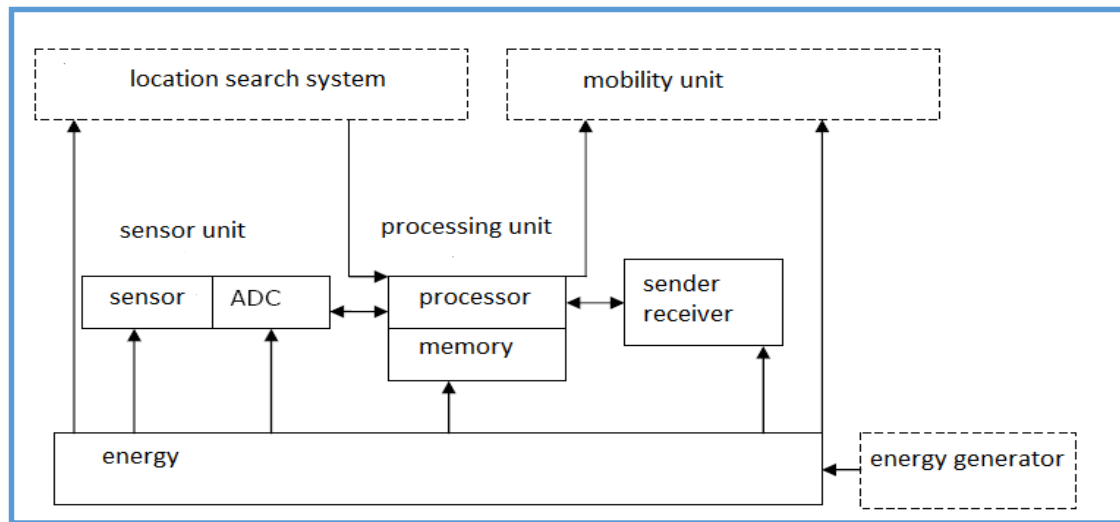 location search system
mobility unit
sensor unit
processing unit
sensor
ADC
processor
sender
receiver
memory
energy
energy generator